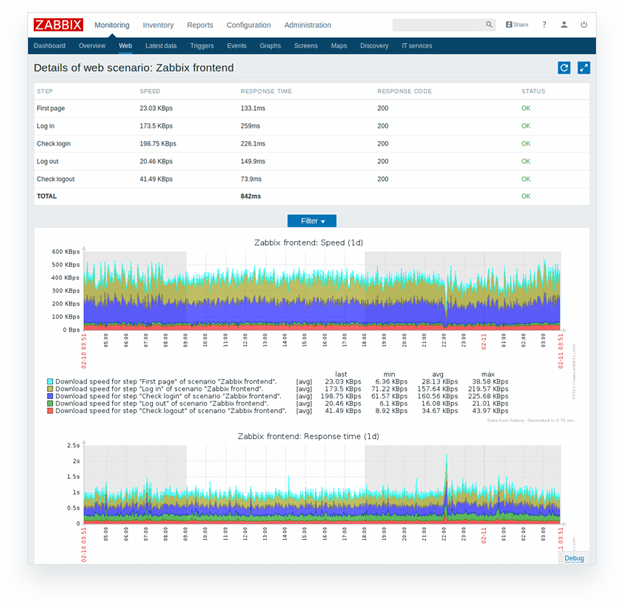 ZABBIX Monitoring Inventory Reports Configuration Administration Z Share ?
Dashboard Overview Web Latest data Triggers Events Graphs Screens Maps Discovery IT services
Details of web scenario: Zabbix frontend
STEP SPEED RESPONSE TIME RESPONSE CODE STATUS
First page 23.03 KBps 133.1ms 200 OK
Log in 173.5 KBps 259ms 200 OK
Check login 198.75 KBps 226.1ms 200 OK
Log out 20.46 KBps 149.9ms 200 OK
Check logout 41.49 KBps 73.9ms 200 OK
TOTAL 842ms
Filter
Zabbix frontend: Speed (1d)
600 KBps
500 KBps
400 KBps
300 KBps
200 KBps
100 KBps
0 Bps
02-10 03:51 05:00 06:00 07:00 08:00 09:00 10:00 11:00 12:00 13:00 14:00 15:00 16:00 17:00 18:00 19:00 20:00 21:00 22:00 23:00 02-11 01:00 02:00 03:00 02-11 03:51
last min avg max
Download speed for step "First page" of scenario "Zabbix frontend". [avg] 23.03 KBps 6.36 KBps 28.13 KBps 38.58 KBps
Download speed for step "Log in" of scenario "Zabbix frontend". [avg] 173.5 KBps 71.22 KBps 157.64 KBps 219.57 KBps
Download speed for step "Check login" of scenario "Zabbix frontend". [avg] 198.75 KBps 61.57 KBps 160.56 KBps 225.68 KBps
Download speed for step "Log out" of scenario "Zabbix frontend". [avg] 20.46 KBps 6.1 KBps 16.08 KBps 21.01 KBps
Download speed for step "Check logout" of scenario "Zabbix frontend". [avg] 41.49 KBps 8.92 KBps 34.67 KBps 43.97 KBps
Zabbix frontend: Response time (1d)
2.5s
2s
1.5s
1s
0.5s
0
02-10 03:51 05:00 06:00 07:00 08:00 09:00 10:00 11:00 12:00 13:00 14:00 15:00 16:00 17:00 18:00 19:00 20:00 21:00 22:00 23:00 02-11 01:00 02:00 03:00 1 03:51
Debug